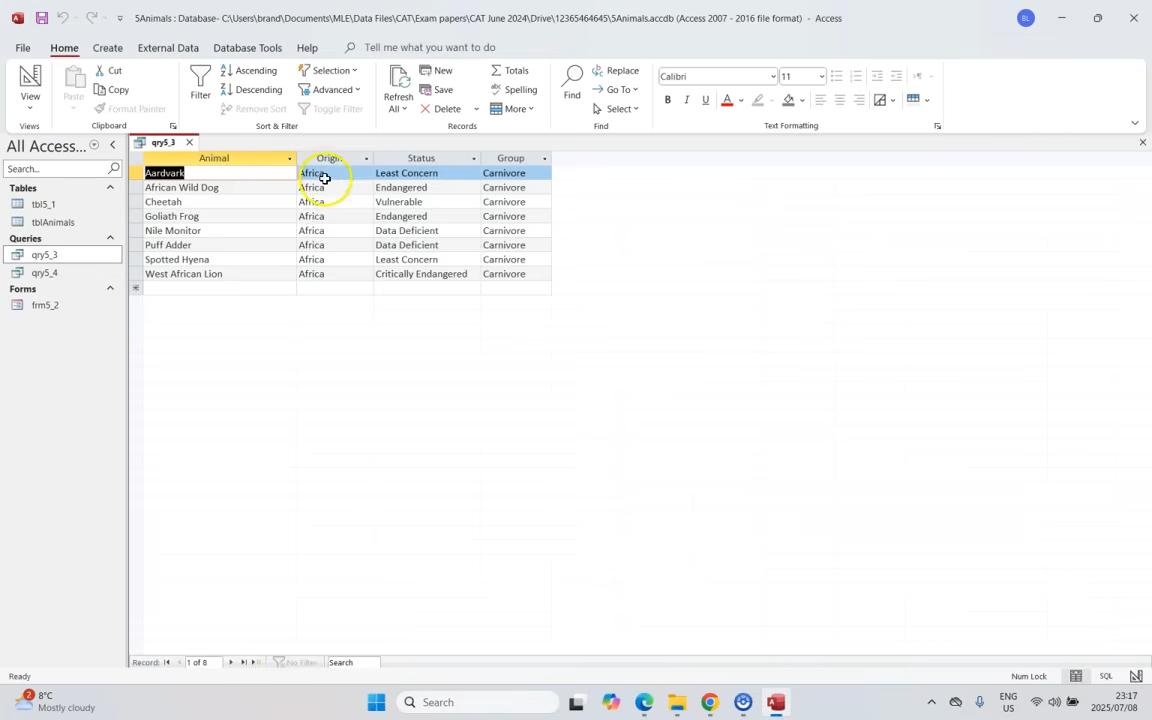 5Animals : Database- C:\Users\brand\Documents\MLE\Data Files\CAT\Exam papers\CAT June 2024\Drive\12365464645\5Animals.accdb (Access 2007 - 2016 file format) - Access
BL
File Home Create External Data Database Tools Help Tell me what you want to do
View
Views
Paste
Cut
Copy
Format Painter
Clipboard
Filter
Ascending
Descending
Remove Sort
Selection
Advanced
Toggle Filter
Sort & Filter
Refresh All
New
Save
Delete
Totals
Spelling
More
Records
Find
Replace
Go To
Select
Find
Calibri 11
B I U A
Text Formatting
All Access...
Search...
Tables
tbl5_1
tblAnimals
Queries
qry5_3
qry5_4
Forms
frm5_2
qry5_3
Animal Origin Status Group
Aardvark Africa Least Concern Carnivore
African Wild Dog Africa Endangered Carnivore
Cheetah Africa Vulnerable Carnivore
Goliath Frog Africa Endangered Carnivore
Nile Monitor Africa Data Deficient Carnivore
Puff Adder Africa Data Deficient Carnivore
Spotted Hyena Africa Least Concern Carnivore
West African Lion Africa Critically Endangered Carnivore
Record: 1 of 8 No Filter Search
Ready
Num Lock
SQL
2
8°C
Mostly cloudy
Search
ENG
US
23:17
2025/07/08